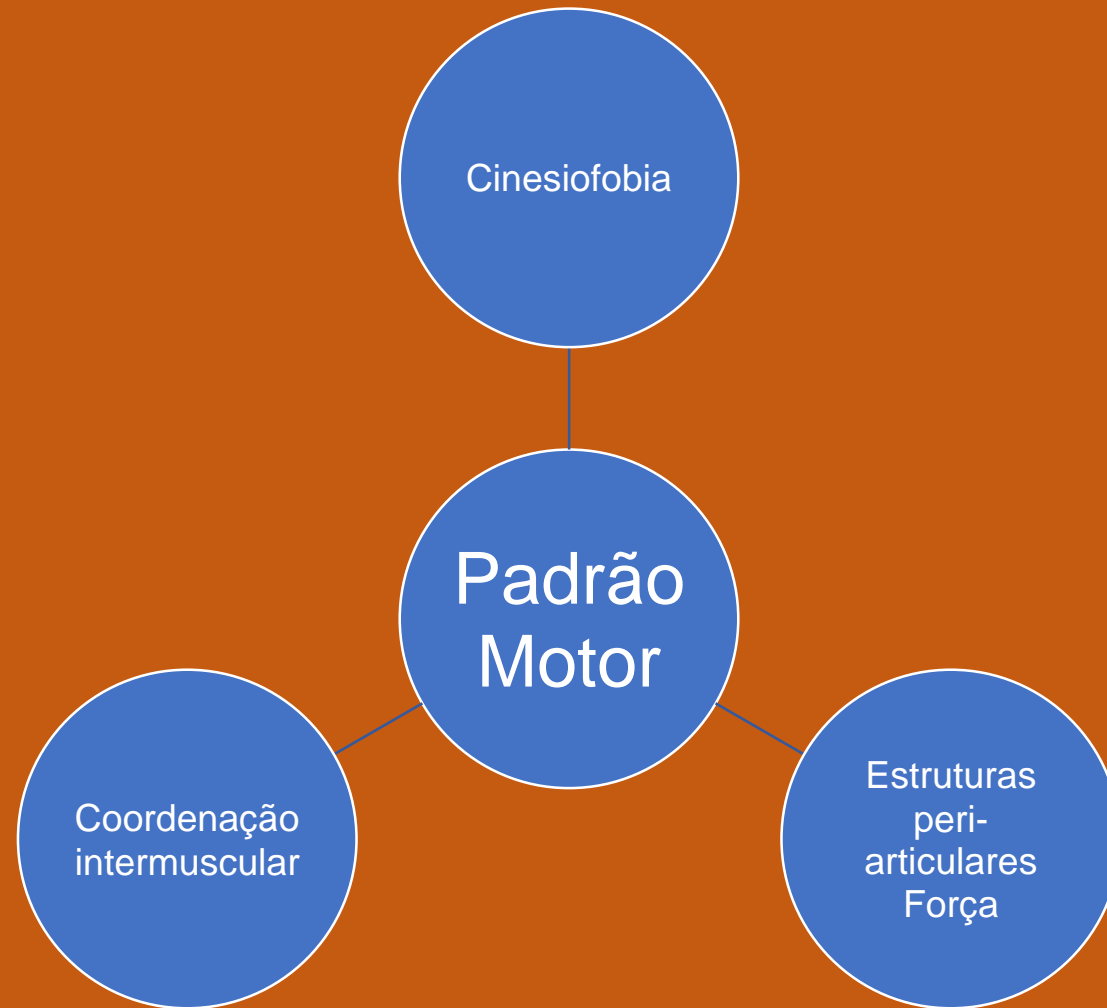 Cinesiofobia
Padrão
Motor
Coordenação
intermuscular
Estruturas
peri-
articulares
Força